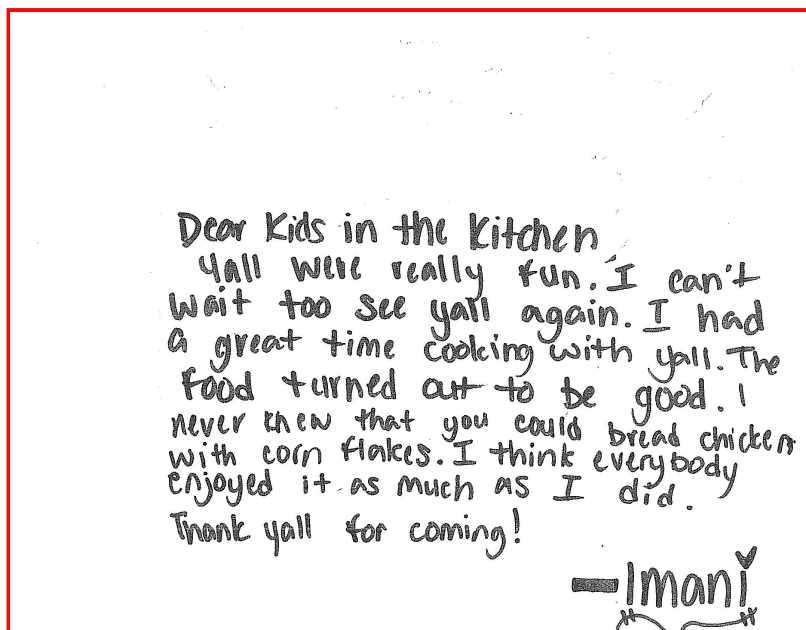 Dear Kids in the Kitchen,
Yall were really fun. I can't
wait too see yall again. I had
a great time cooking with yall. The
food turned out to be good. I
never knew that you could bread chicken
with corn flakes. I think everybody
enjoyed it as much as I did.
Thank yall for coming!
-Imani